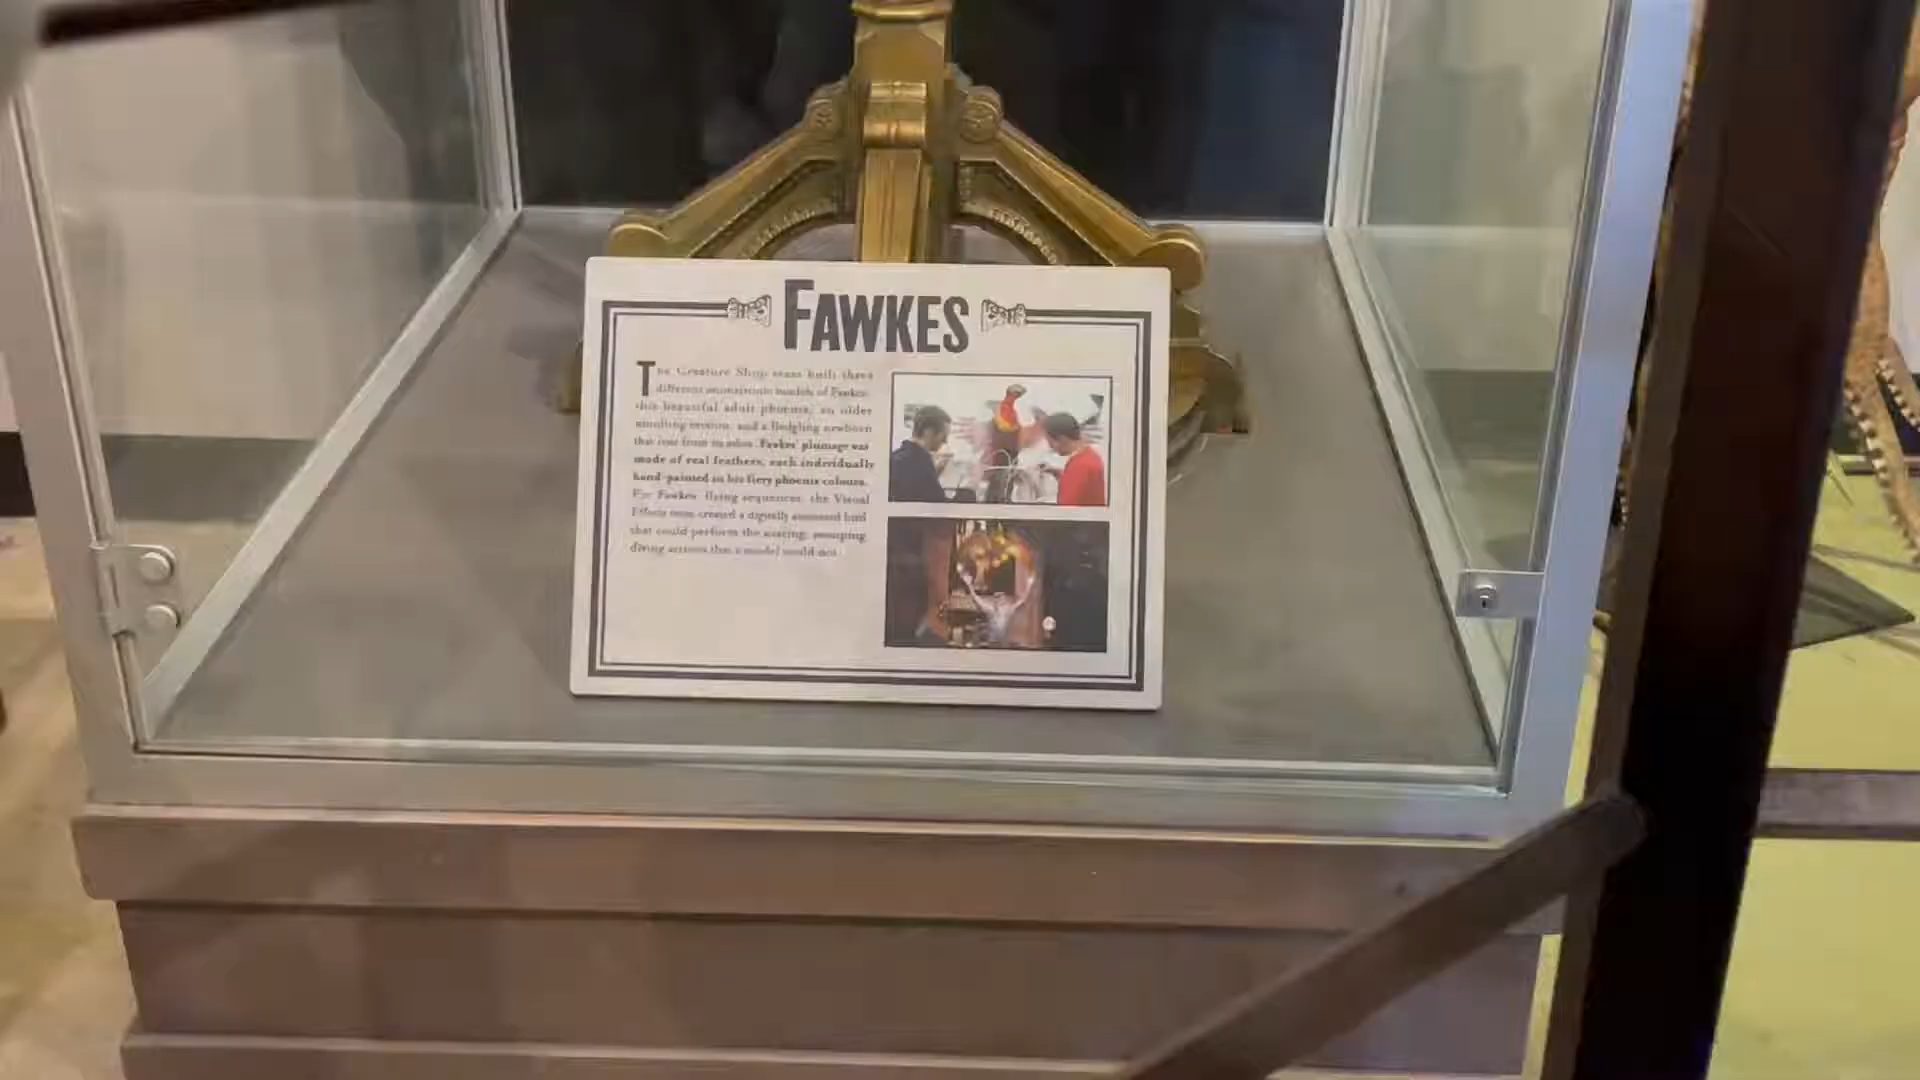 FAWKES
The Creature Shop team built three
different animatronic models of Fawkes:
this beautiful adult phoenix, an older
moulting version, and a fledgling newborn
that rose from its ashes. Fawkes' plumage was
made of real feathers, each individually
hand-painted in his fiery phoenix colours.
For Fawkes' flying sequences, the Visual
Effects team created a digitally animated bird
that could perform the soaring, swooping
diving actions that a model could not.